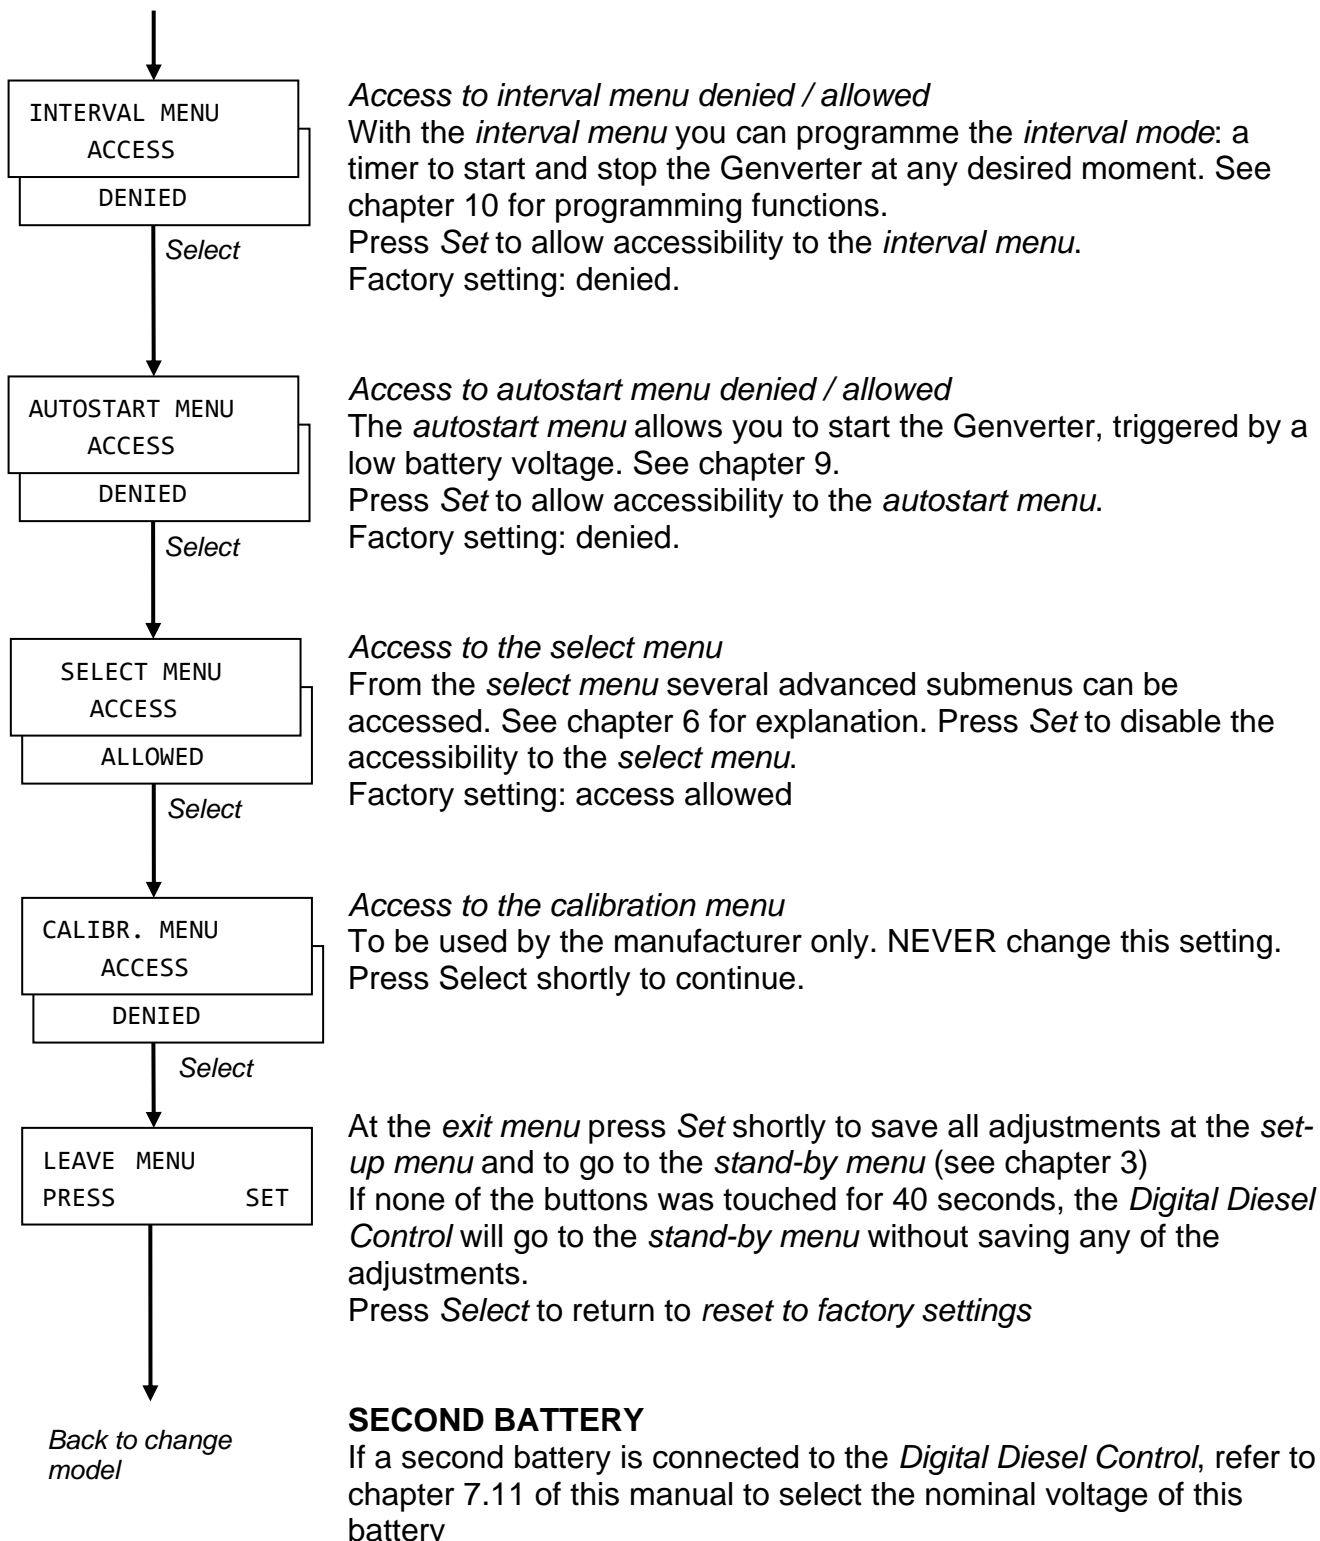 INTERVAL MENU
ACCESS
DENIED
Select
Access to interval menu denied / allowed
With the interval menu you can programme the interval mode: a
timer to start and stop the Genverter at any desired moment. See
chapter 10 for programming functions.
Press Set to allow accessibility to the interval menu.
Factory setting: denied.
AUTOSTART MENU
ACCESS
DENIED
Select
Access to autostart menu denied / allowed
The autostart menu allows you to start the Genverter, triggered by a
low battery voltage. See chapter 9.
Press Set to allow accessibility to the autostart menu.
Factory setting: denied.
SELECT MENU
ACCESS
ALLOWED
Select
Access to the select menu
From the select menu several advanced submenus can be
accessed. See chapter 6 for explanation. Press Set to disable the
accessibility to the select menu.
Factory setting: access allowed
CALIBR. MENU
ACCESS
DENIED
Select
Access to the calibration menu
To be used by the manufacturer only. NEVER change this setting.
Press Select shortly to continue.
LEAVE MENU
PRESS SET
At the exit menu press Set shortly to save all adjustments at the set-
up menu and to go to the stand-by menu (see chapter 3)
If none of the buttons was touched for 40 seconds, the Digital Diesel
Control will go to the stand-by menu without saving any of the
adjustments.
Press Select to return to reset to factory settings
Back to change
model
SECOND BATTERY
If a second battery is connected to the Digital Diesel Control, refer to
chapter 7.11 of this manual to select the nominal voltage of this
battery